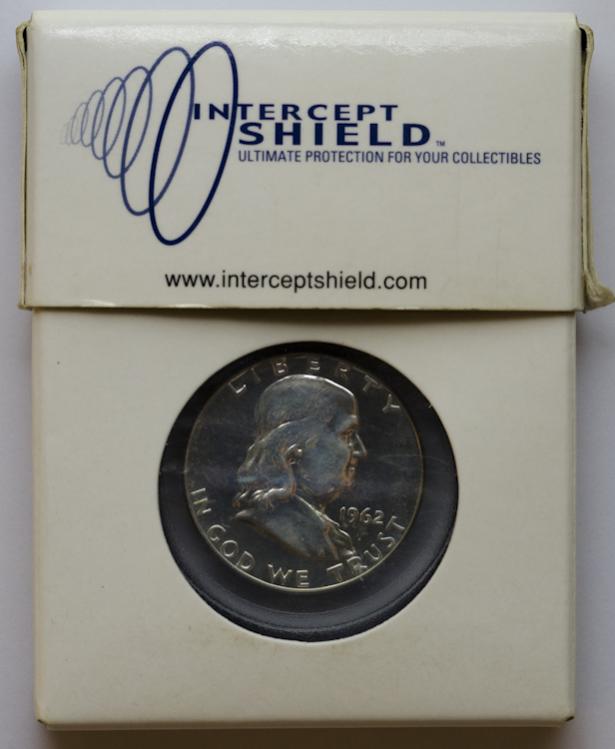 INTERCEPT
SHIELD™
ULTIMATE PROTECTION FOR YOUR COLLECTIBLES
www.interceptshield.com
LIBERTY
1962
IN GOD WE TRUST